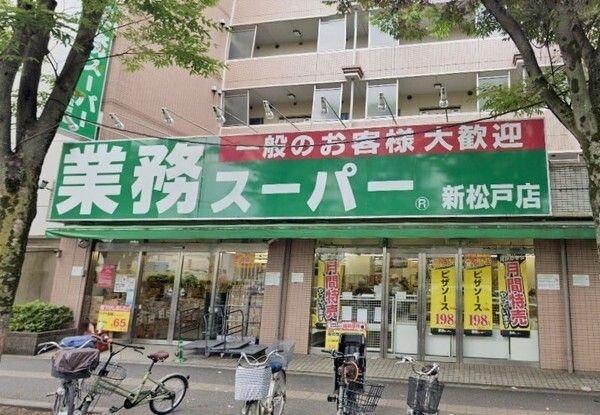 スーパー
一般のお客様 大歓迎
業務スーパー® 新松戸店
月間特売
ピザソース
198
ピザソース
198
月間特売
65